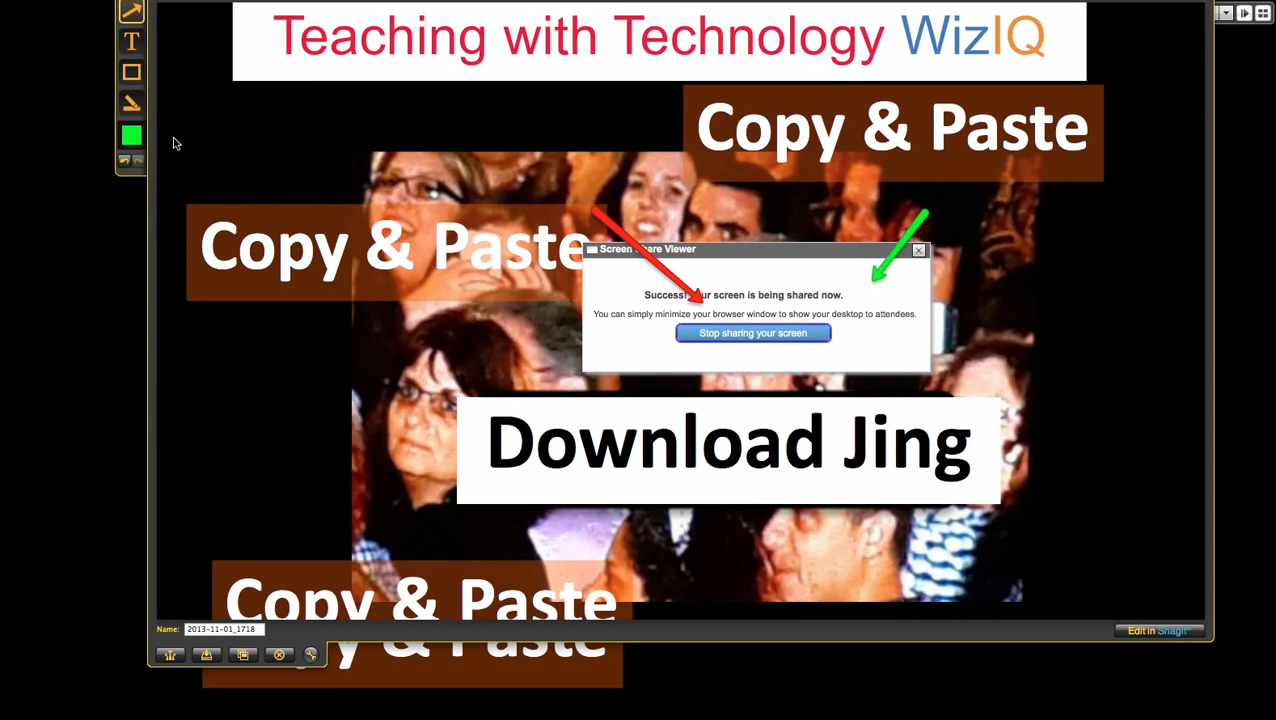 T
Teaching with Technology WizIQ
Copy & Paste
Copy & Paste
Screen Share Viewer
Success! your screen is being shared now.
You can simply minimize your browser window to show your desktop to attendees.
Stop sharing your screen
Download Jing
Copy & Paste
y & Paste
Name: 2013-11-01_1718
Edit in Snagit